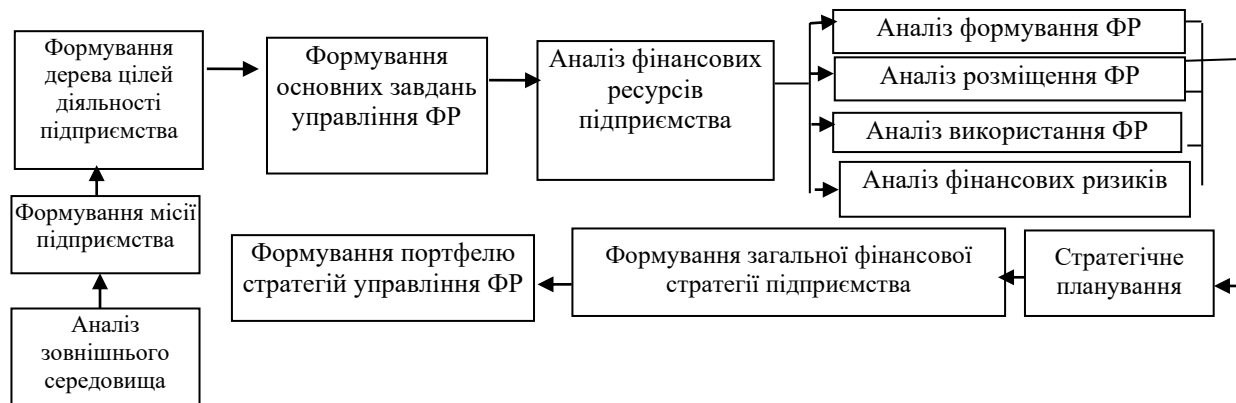 Формування
дерева цілей
діяльності
підприємства
Формування
основних завдань
управління ФР
Аналіз фінансових
ресурсів
підприємства
Аналіз формування ФР
Аналіз розміщення ФР
Аналіз використання ФР
Аналіз фінансових ризиків
Формування місії
підприємства
Формування портфелю
стратегій управління ФР
Формування загальної фінансової
стратегії підприємства
Стратегічне
планування
Аналіз
зовнішнього
середовища